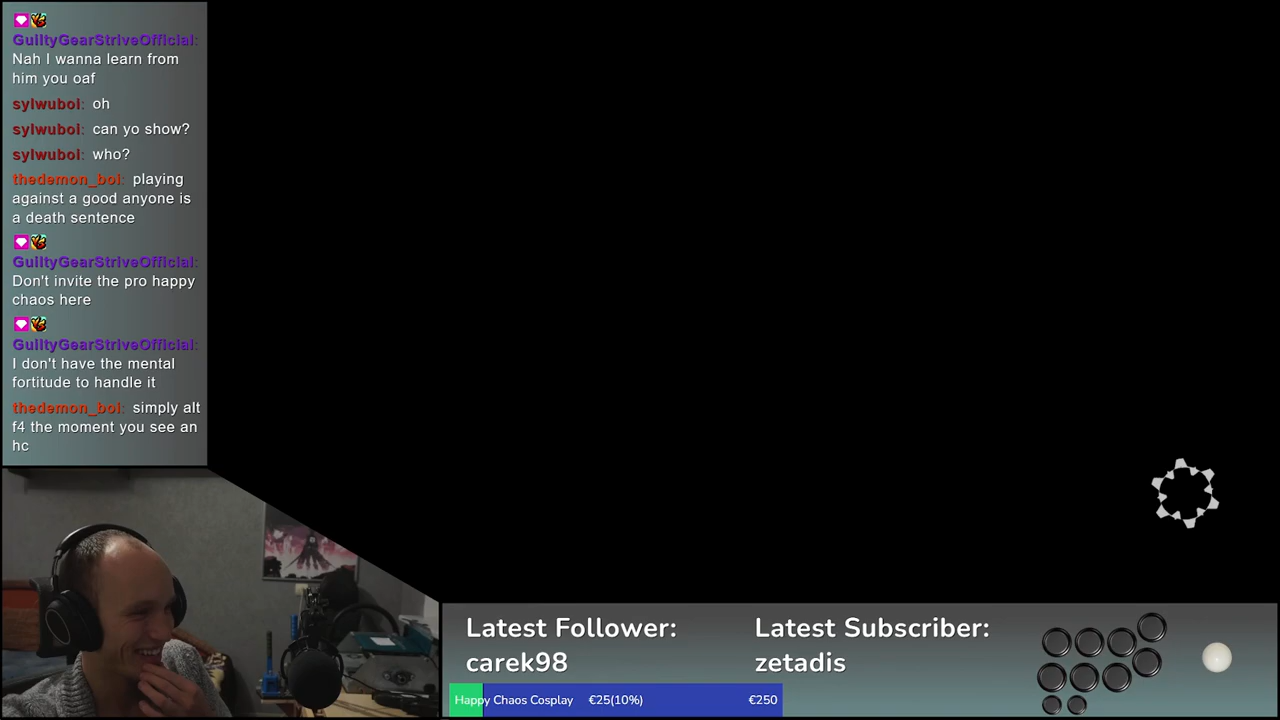 GuiltyGearStriveOfficial:
Nah I wanna learn from
him you oaf
sylwuboi: oh
sylwuboi: can yo show?
sylwuboi: who?
thedemon_boi: playing
against a good anyone is
a death sentence
GuiltyGearStriveOfficial:
Don't invite the pro happy
chaos here
GuiltyGearStriveOfficial:
I don't have the mental
fortitude to handle it
thedemon_boi: simply alt
f4 the moment you see an
hc
Latest Follower:
carek98
Latest Subscriber:
zetadis
Happy Chaos Cosplay €25(10%) €250